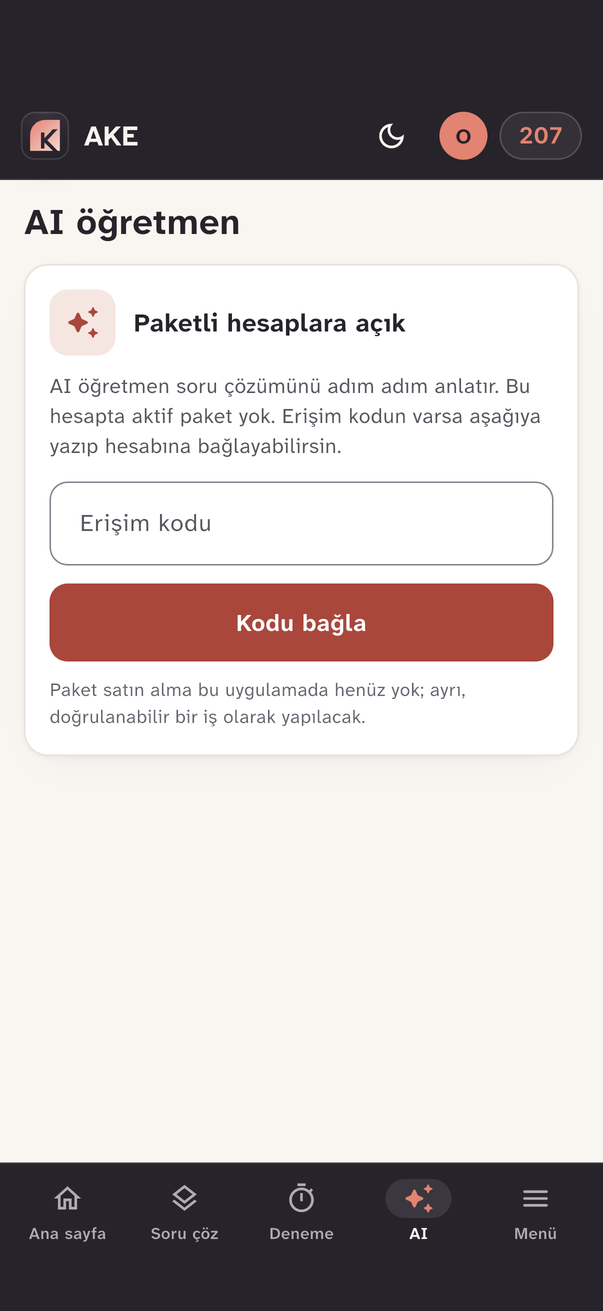 K
AKE
O
207
AI öğretmen
Paketli hesaplara açık
AI öğretmen soru çözümünü adım adım anlatır. Bu
hesapta aktif paket yok. Erişim kodun varsa aşağıya
yazıp hesabına bağlayabilirsin.
Erişim kodu
Kodu bağla
Paket satın alma bu uygulamada henüz yok; ayrı,
doğrulanabilir bir iş olarak yapılacak.
Ana sayfa
Soru çöz
Deneme
AI
Menü